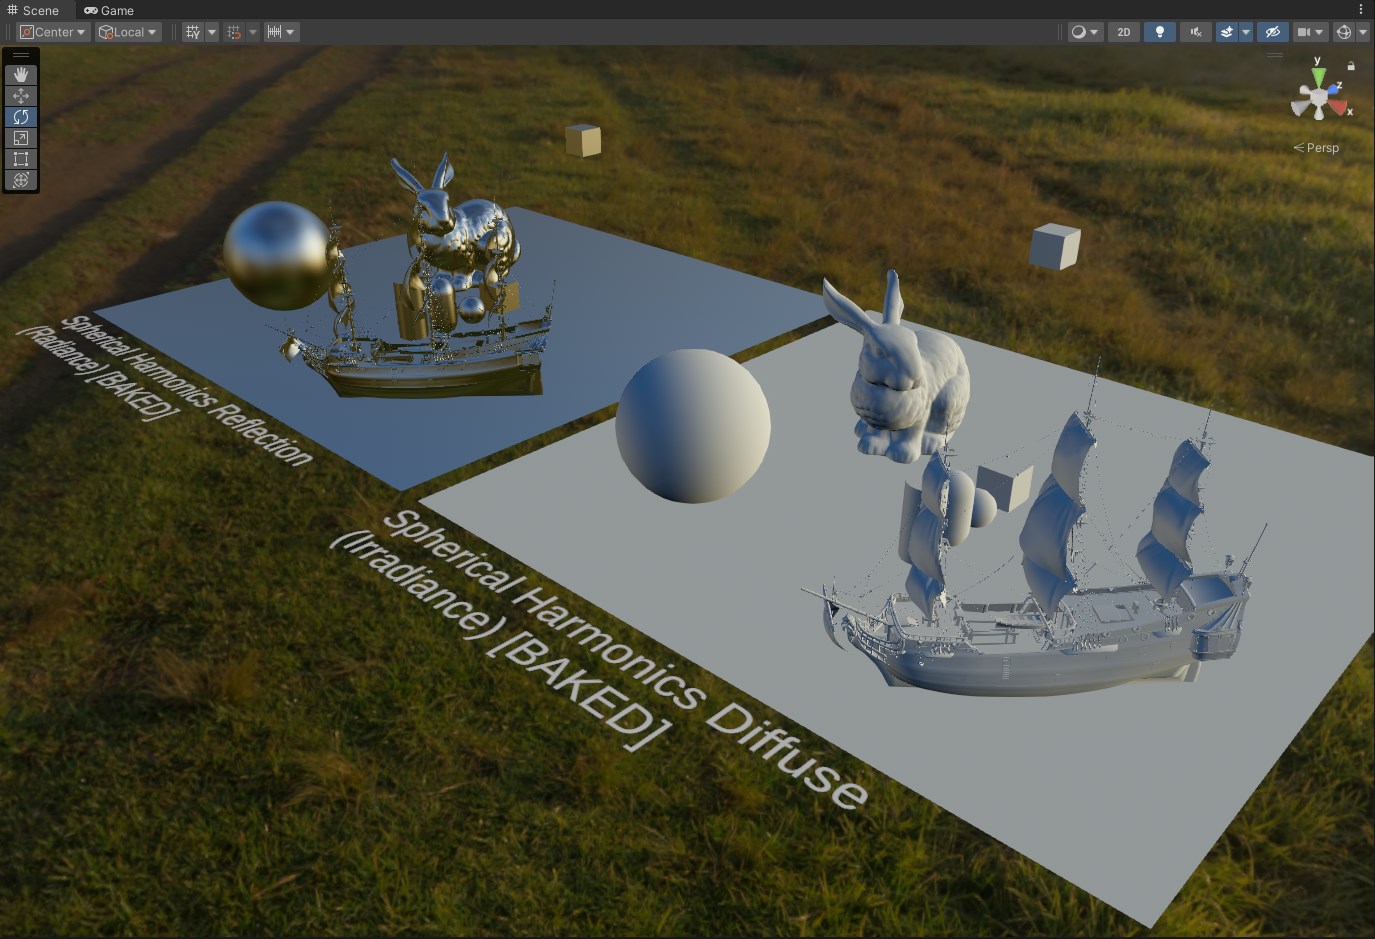 Scene
Game
Center
Local
2D
y
z
x
Persp
Spherical Harmonics Reflection
(Radiance) [BAKED]
Spherical Harmonics Diffuse
(Irradiance) [BAKED]